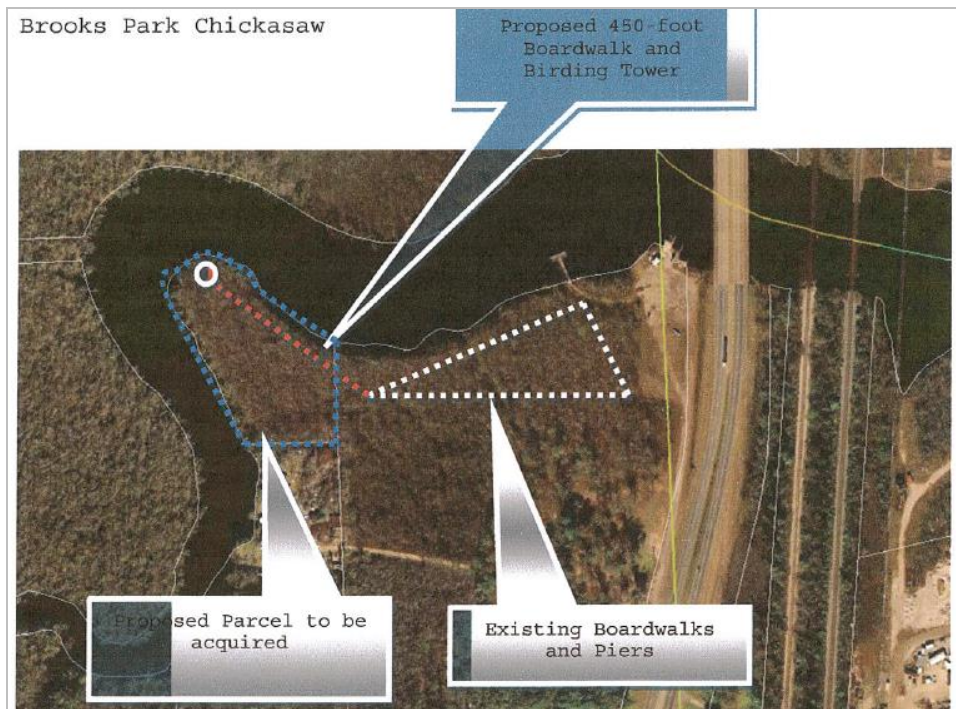 Brooks Park Chickasaw
Proposed 450-foot
Boardwalk and
Birding Tower
Proposed Parcel to be
acquired
Existing Boardwalks
and Piers